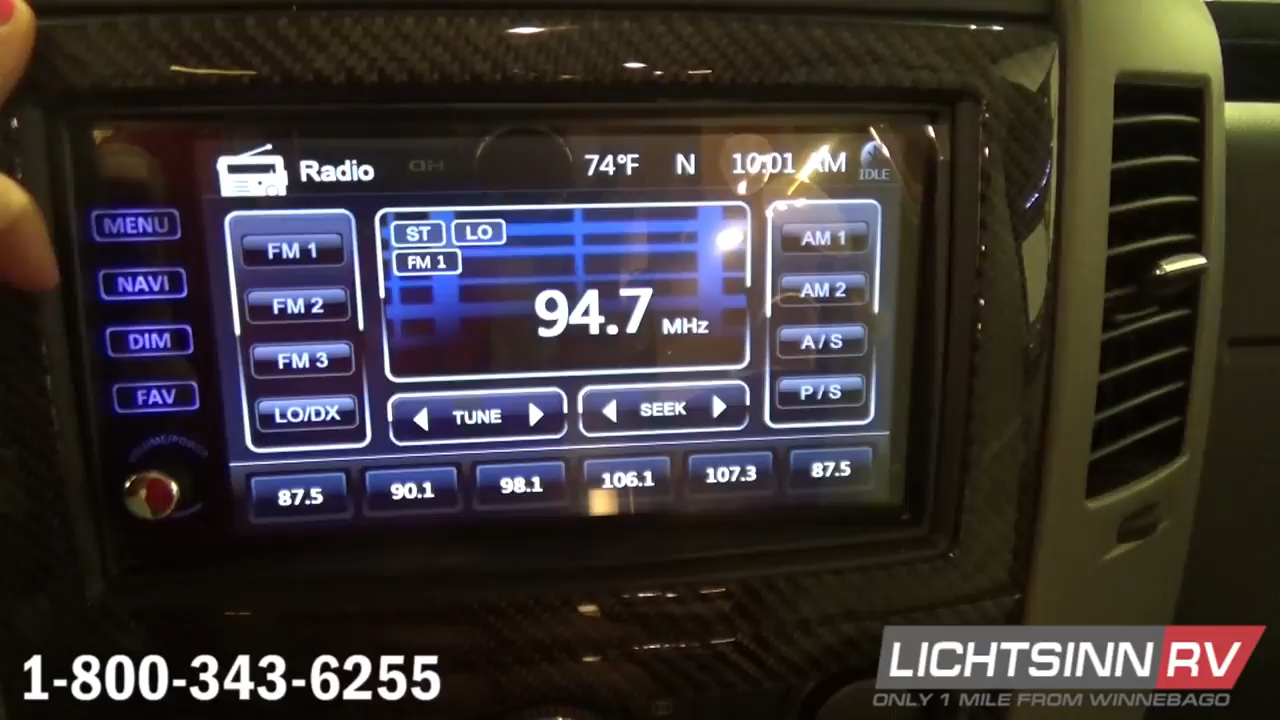 Radio
74°F N 10:01 AM
IDLE
MENU
NAVI
DIM
FAV
VOLUME/POWER
FM 1
FM 2
FM 3
LO/DX
ST LO
FM 1
94.7 MHz
TUNE
SEEK
AM 1
AM 2
A/S
P/S
87.5 90.1 98.1 106.1 107.3 87.5
1-800-343-6255
LICHTSINN RV
ONLY 1 MILE FROM WINNEBAGO